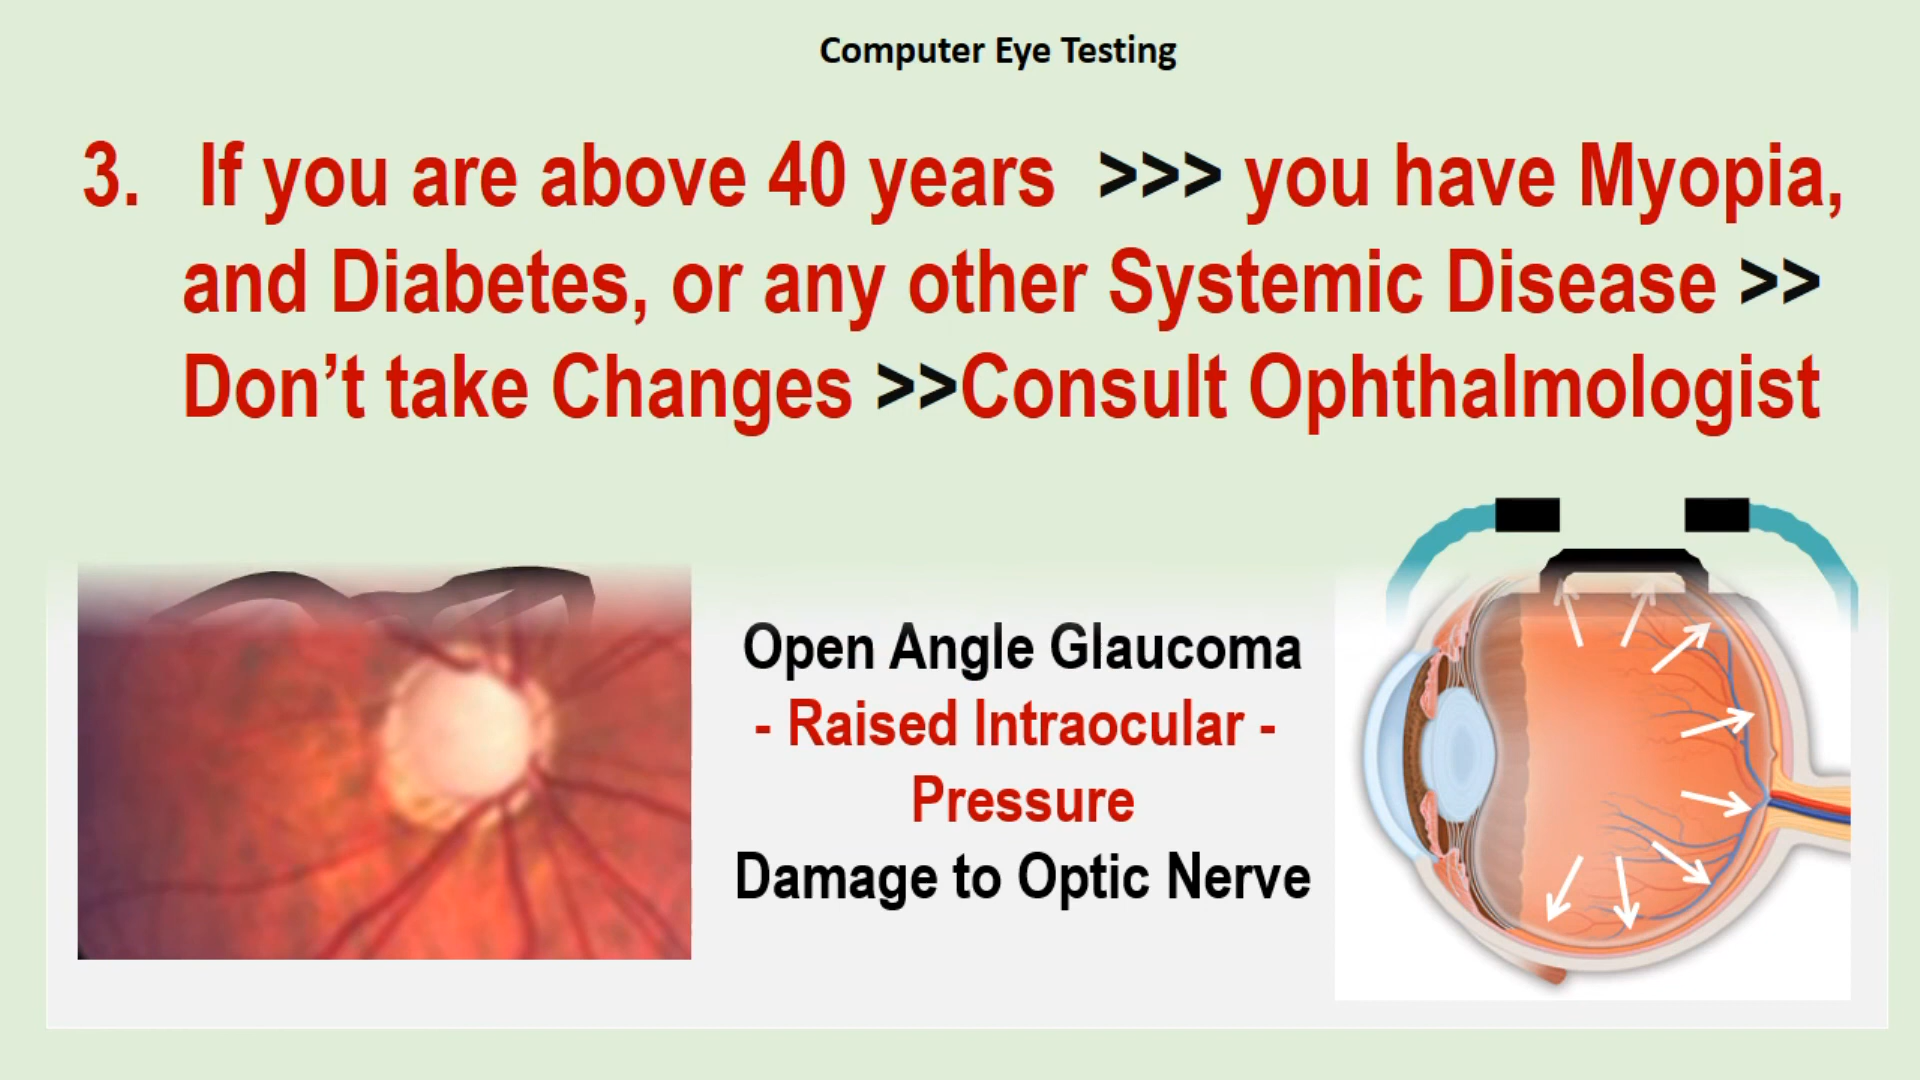 Computer Eye Testing
3. If you are above 40 years >>> you have Myopia,
and Diabetes, or any other Systemic Disease >>
Don’t take Changes >>Consult Ophthalmologist
Open Angle Glaucoma
- Raised Intraocular -
Pressure
Damage to Optic Nerve